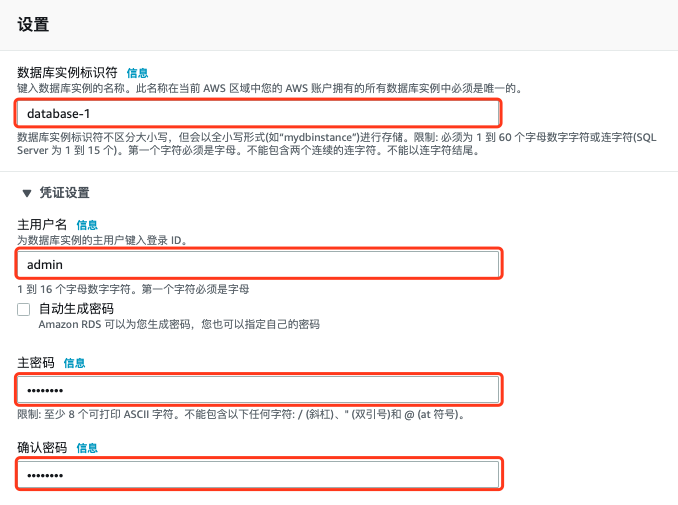 设置
数据库实例标识符 信息
键入数据库实例的名称。此名称在当前 AWS 区域中您的 AWS 账户拥有的所有数据库实例中必须是唯一的。
database-1
数据库实例标识符不区分大小写，但会以全小写形式(如“mydbinstance”)进行存储。限制: 必须为 1 到 60 个字母数字字符或连字符(SQL
Server 为 1 到 15 个)。第一个字符必须是字母。不能包含两个连续的连字符。不能以连字符结尾。
▼ 凭证设置
主用户名 信息
为数据库实例的主用户键入登录 ID。
admin
1 到 16 个字母数字字符。第一个字符必须是字母
自动生成密码
Amazon RDS 可以为您生成密码，您也可以指定自己的密码
主密码 信息
••••••••
限制: 至少 8 个可打印 ASCII 字符。不能包含以下任何字符: / (斜杠)、" (双引号)和 @ (at 符号)。
确认密码 信息
••••••••